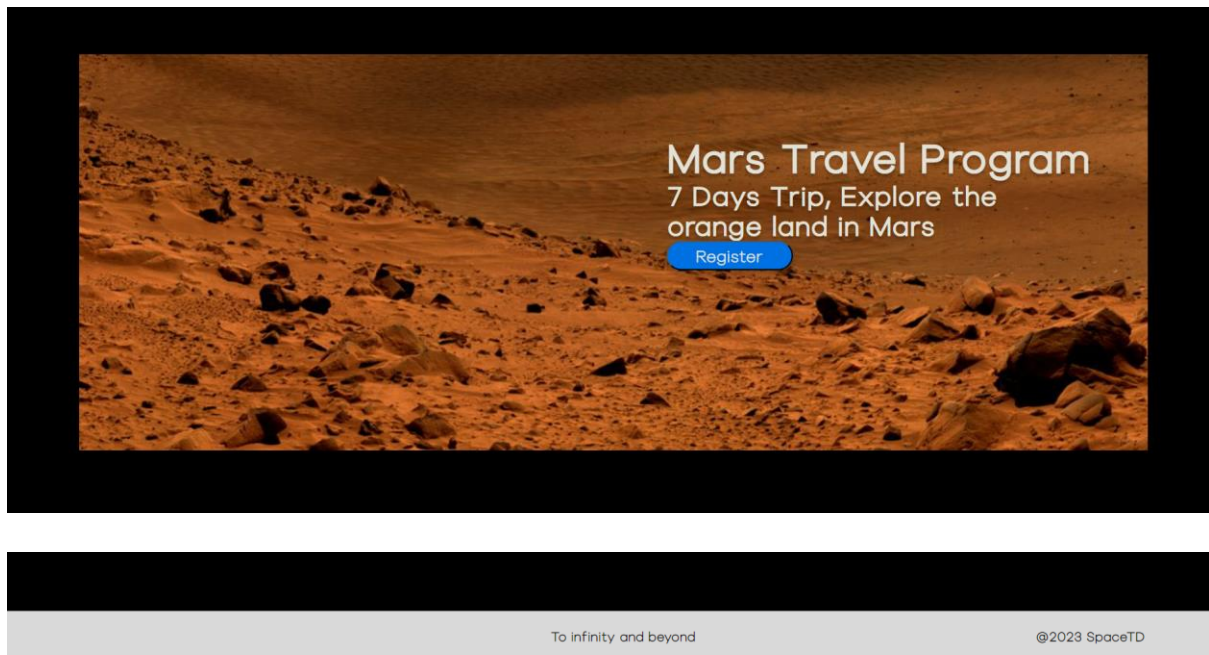 Mars Travel Program
7 Days Trip, Explore the
orange land in Mars
Register
To infinity and beyond
@2023 SpaceTD